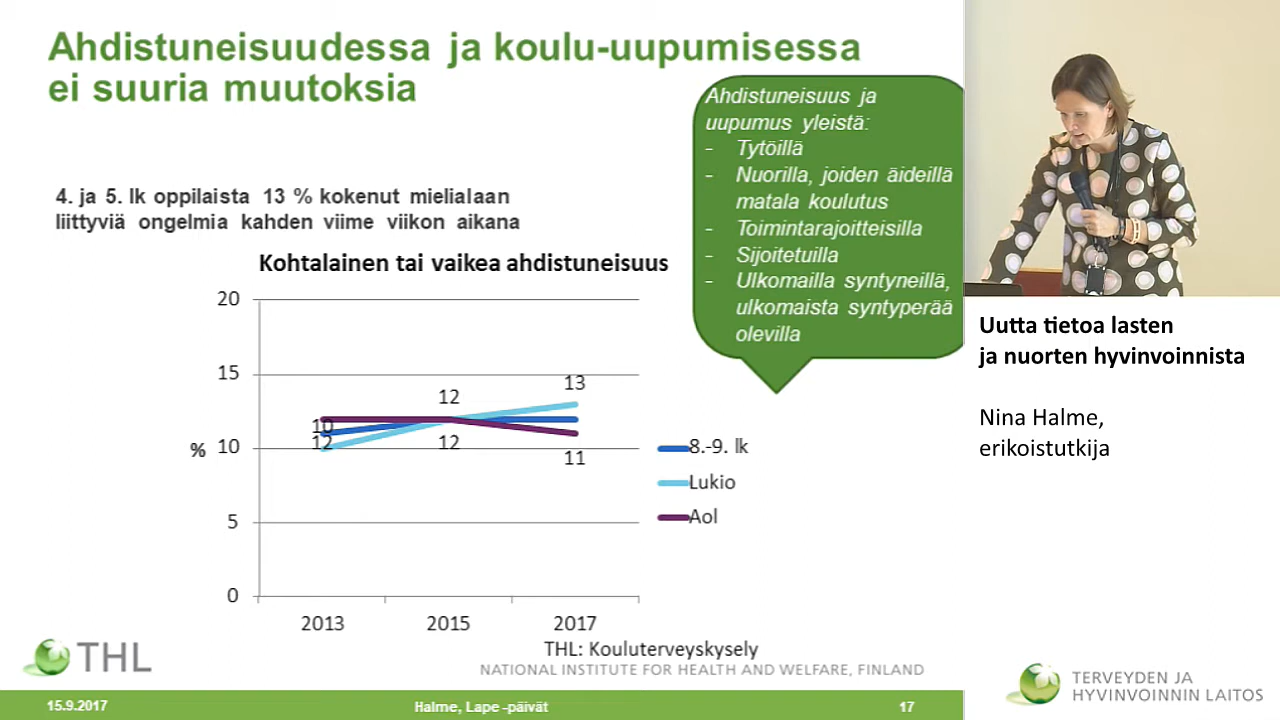 Ahdistuneisuudessa ja koulu-uupumisessa
ei suuria muutoksia
Ahdistuneisuus ja
uupumus yleistä:
- Tytöillä
- Nuorilla, joiden äideillä
matala koulutus
- Toimintarajoitteisilla
- Sijoitetuilla
- Ulkomailla syntyneillä,
ulkomaista syntyperää
olevilla
4. ja 5. lk oppilaista 13 % kokenut mielialaan
liittyviä ongelmia kahden viime viikon aikana
Kohtalainen tai vaikea ahdistuneisuus
20
15
10
5
0
%
10
12
12
12
13
11
2013
2015
2017
8.-9. lk
Lukio
Aol
THL: Kouluterveyskysely
THL
NATIONAL INSTITUTE FOR HEALTH AND WELFARE, FINLAND
15.9.2017
Halme, Lape -päivät
17
Uutta tietoa lasten
ja nuorten hyvinvoinnista
Nina Halme,
erikoistutkija
TERVEYDEN JA
HYVINVOINNIN LAITOS